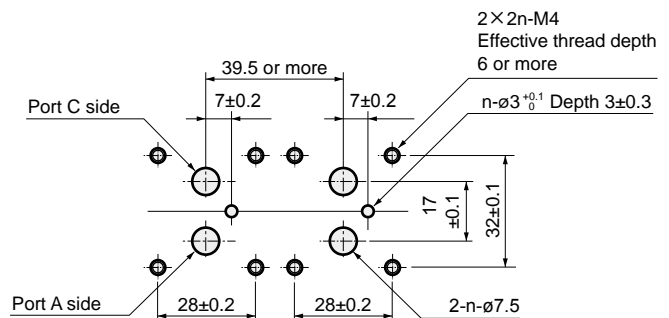 2×2n-M4
Effective thread depth
6 or more
39.5 or more
7±0.2
7±0.2
Port C side
n-ø3 +0.1 0 Depth 3±0.3
17
±0.1
32±0.1
Port A side
28±0.2
28±0.2
2-n-ø7.5